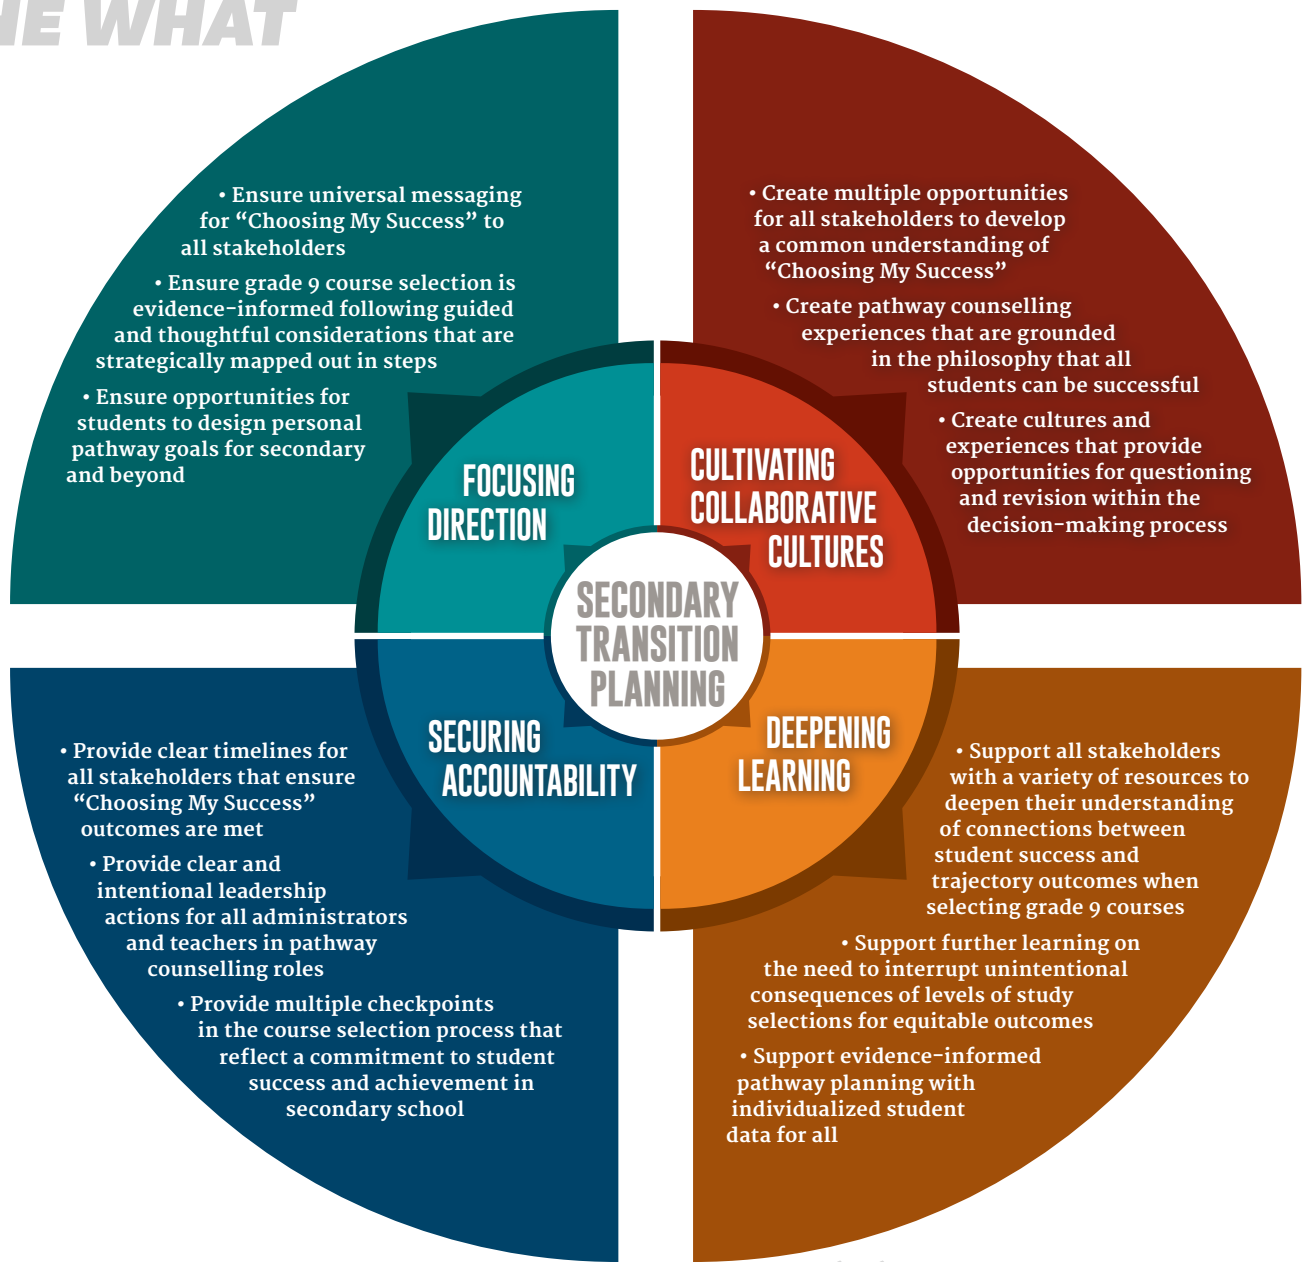 HE WHAT
• Ensure universal messaging
for “Choosing My Success” to
all stakeholders
• Ensure grade 9 course selection is
evidence-informed following guided
and thoughtful considerations that are
strategically mapped out in steps
• Ensure opportunities for
students to design personal
pathway goals for secondary
and beyond
• Create multiple opportunities
for all stakeholders to develop
a common understanding of
“Choosing My Success”
• Create pathway counselling
experiences that are grounded
in the philosophy that all
students can be successful
• Create cultures and
experiences that provide
opportunities for questioning
and revision within the
decision-making process
FOCUSING
DIRECTION
CULTIVATING
COLLABORATIVE
CULTURES
SECONDARY
TRANSITION
PLANNING
SECURING
ACCOUNTABILITY
DEEPENING
LEARNING
• Provide clear timelines for
all stakeholders that ensure
“Choosing My Success”
outcomes are met
• Provide clear and
intentional leadership
actions for all administrators
and teachers in pathway
counselling roles
• Provide multiple checkpoints
in the course selection process that
reflect a commitment to student
success and achievement in
secondary school
• Support all stakeholders
with a variety of resources to
deepen their understanding
of connections between
student success and
trajectory outcomes when
selecting grade 9 courses
• Support further learning on
the need to interrupt unintentional
consequences of levels of study
selections for equitable outcomes
• Support evidence-informed
pathway planning with
individualized student
data for all